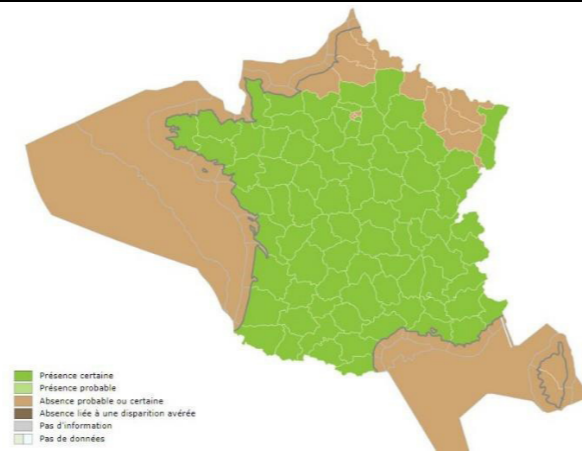 Présence certaine
Présence probable
Absence probable ou certaine
Absence liée à une disparition avérée
Pas d'information
Pas de données